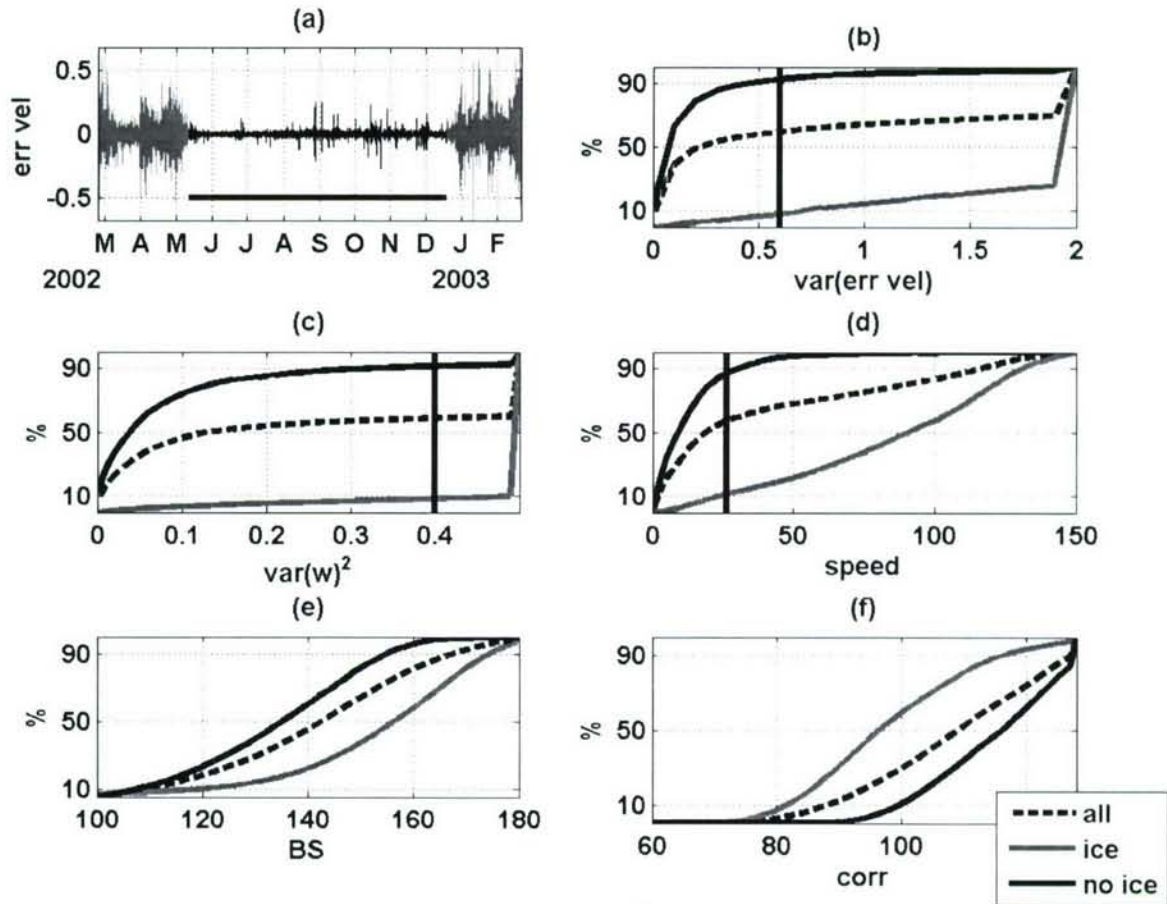 (a)
err vel
0.5
0
-0.5
M A M J J A S O N D J F
2002 2003
(b)
%
90
50
10
0 0.5 1 1.5 2
var(err vel)
(c)
%
90
50
10
0 0.1 0.2 0.3 0.4
var(w)²
(d)
%
90
50
10
0 50 100 150
speed
(e)
%
90
50
10
100 120 140 160 180
BS
(f)
%
90
50
10
60 80 100
corr
all
ice
no ice